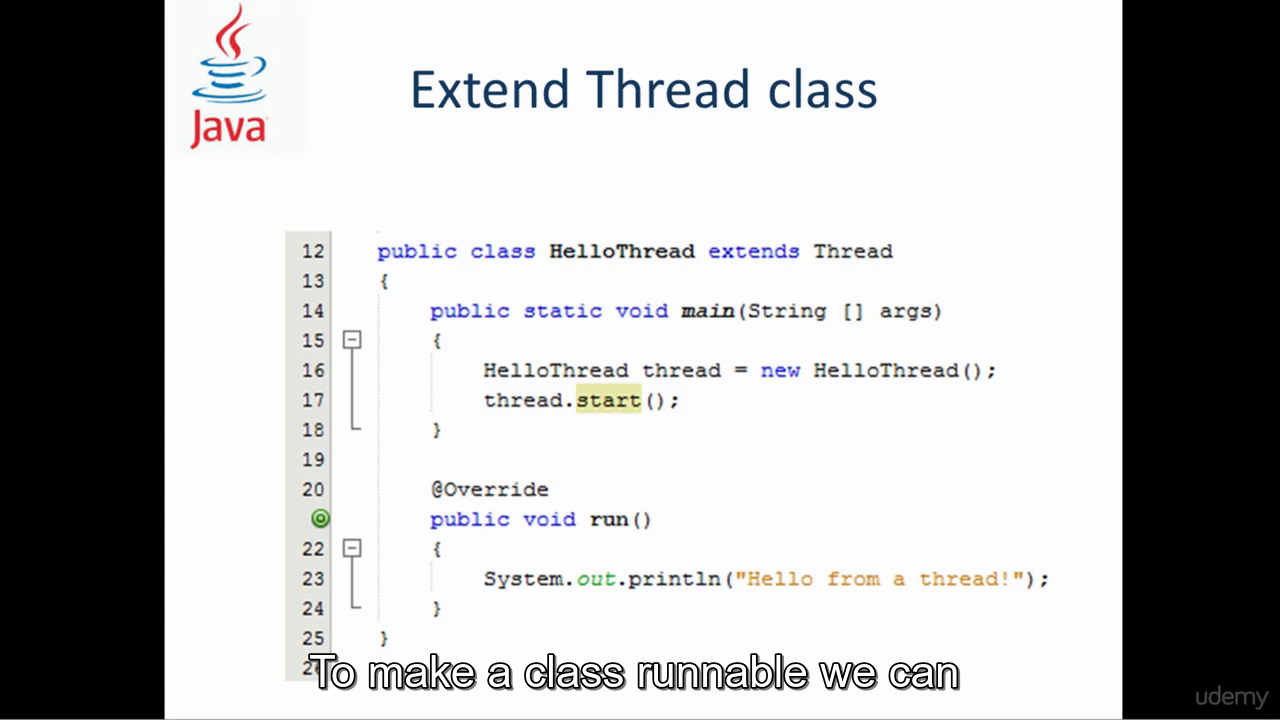 Java
Extend Thread class
12 public class HelloThread extends Thread
13 {
14 public static void main(String [] args)
15 {
16 HelloThread thread = new HelloThread();
17 thread.start();
18 }
19
20 @Override
public void run()
22 {
23 System.out.println("Hello from a thread!");
24 }
25 }
To make a class runnable we can
udemy